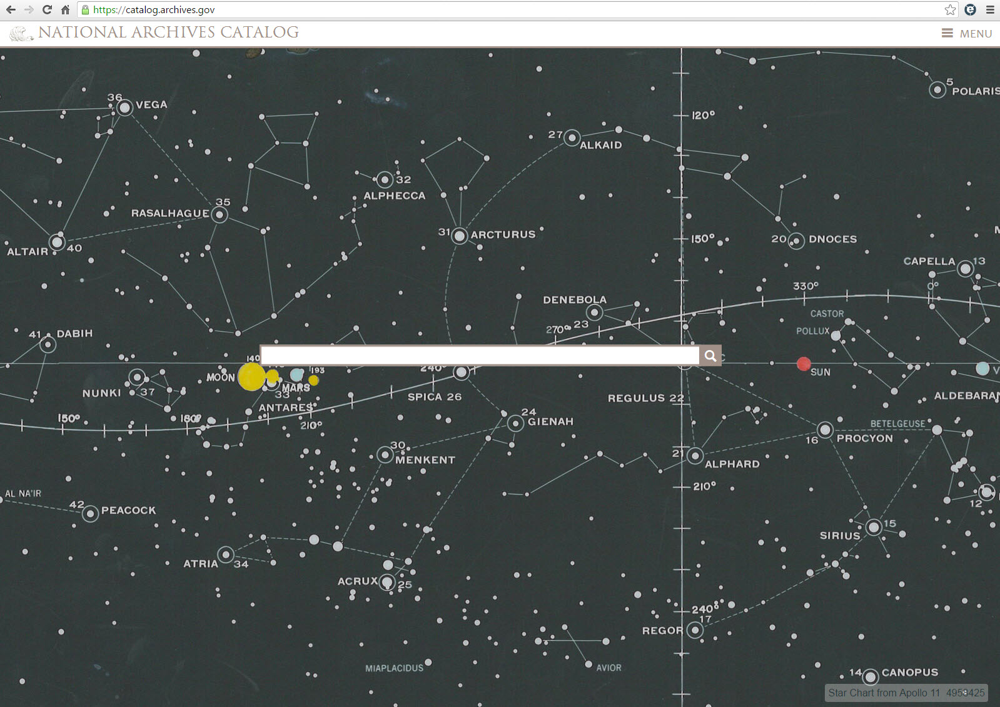 https://catalog.archives.gov
NATIONAL ARCHIVES CATALOG
MENU
5
POLARIS
36
VEGA
120°
27
ALKAID
32
ALPHECCA
35
RASALHAGUE
31
ARCTURUS
150°
20
DNOCES
ALTAIR
40
CAPELLA
13
330°
0°
DENEBOLA
23
270°
CASTOR
POLLUX
41
DABIH
140
MOON
193
MARS
33
ANTARES
240°
SPICA 26
SUN
V
NUNKI
37
REGULUS 22
ALDEBARAN
150°
180°
210°
24
GIENAH
BETELGEUSE
16
PROCYON
30
MENKENT
21
ALPHARD
210°
AL NA'IR
42
PEACOCK
12
15
SIRIUS
ATRIA
34
ACRUX
25
240°
17
REGOR
MIAPLACIDUS
AVIOR
14
CANOPUS
Star Chart from Apollo 11 4958425